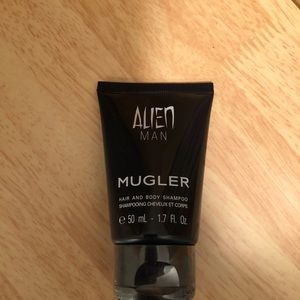 ALIEN
MAN
MUGLER
HAIR AND BODY SHAMPOO
SHAMPOOING CHEVEUX ET CORPS
℮ 50 mL - 1.7 Fl. Oz.